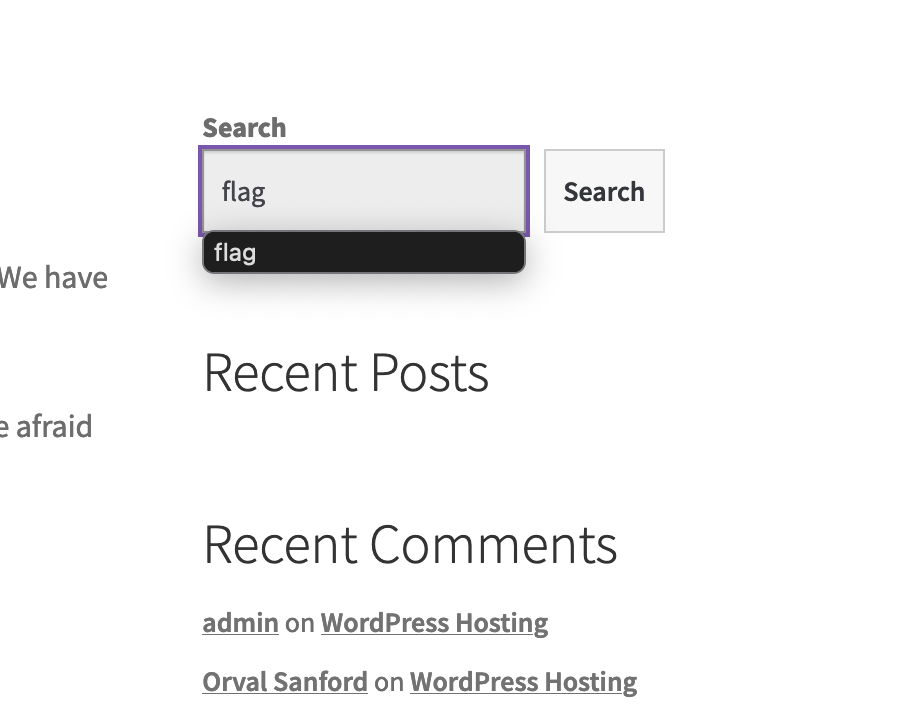 Search
flag
Search
flag
We have
Recent Posts
e afraid
Recent Comments
admin on WordPress Hosting
Orval Sanford on WordPress Hosting